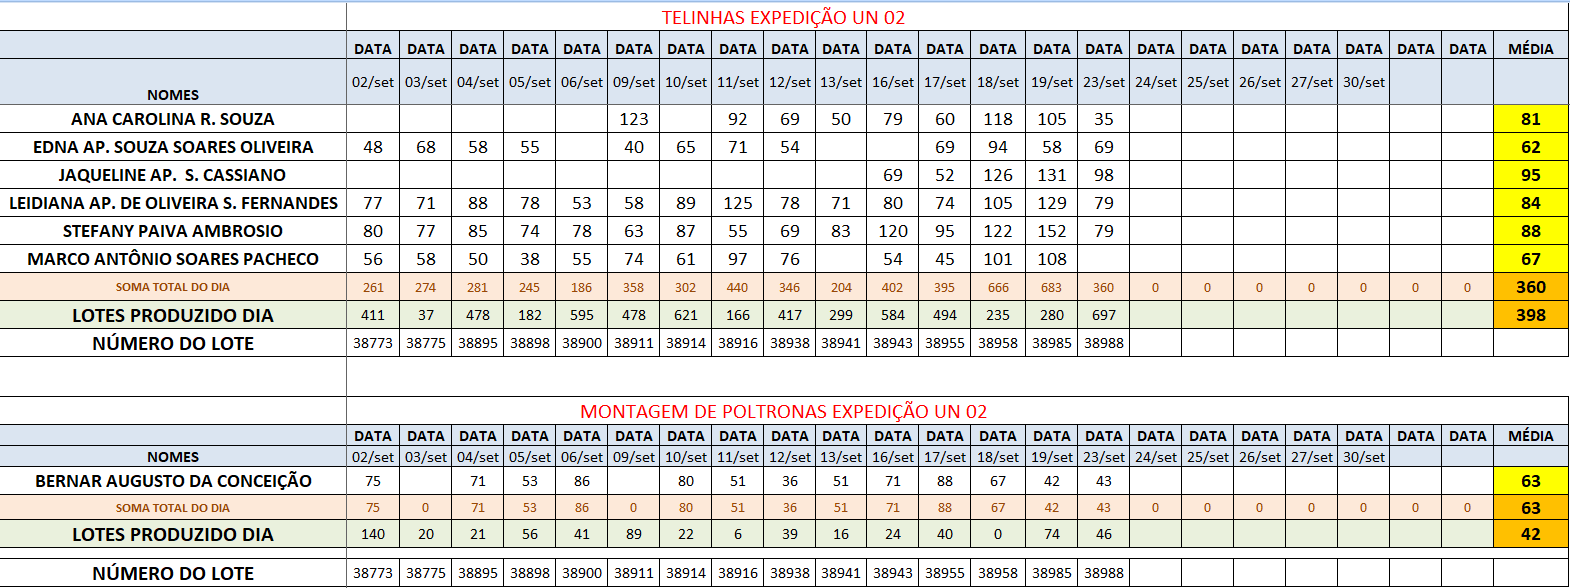 TELINHAS EXPEDIÇÃO UN 02
DATA DATA DATA DATA DATA DATA DATA DATA DATA DATA DATA DATA DATA DATA DATA DATA DATA DATA DATA DATA DATA DATA MÉDIA
NOMES 02/set 03/set 04/set 05/set 06/set 09/set 10/set 11/set 12/set 13/set 16/set 17/set 18/set 19/set 23/set 24/set 25/set 26/set 27/set 30/set
ANA CAROLINA R. SOUZA 123 92 69 50 79 60 118 105 35 81
EDNA AP. SOUZA SOARES OLIVEIRA 48 68 58 55 40 65 71 54 69 94 58 69 62
JAQUELINE AP. S. CASSIANO 69 52 126 131 98 95
LEIDIANA AP. DE OLIVEIRA S. FERNANDES 77 71 88 78 53 58 89 125 78 71 80 74 105 129 79 84
STEFANY PAIVA AMBROSIO 80 77 85 74 78 63 87 55 69 83 120 95 122 152 79 88
MARCO ANTÔNIO SOARES PACHECO 56 58 50 38 55 74 61 97 76 54 45 101 108 67
SOMA TOTAL DO DIA 261 274 281 245 186 358 302 440 346 204 402 395 666 683 360 0 0 0 0 0 0 0 360
LOTES PRODUZIDO DIA 411 37 478 182 595 478 621 166 417 299 584 494 235 280 697 398
NÚMERO DO LOTE 38773 38775 38895 38898 38900 38911 38914 38916 38938 38941 38943 38955 38958 38985 38988
MONTAGEM DE POLTRONAS EXPEDIÇÃO UN 02
DATA DATA DATA DATA DATA DATA DATA DATA DATA DATA DATA DATA DATA DATA DATA DATA DATA DATA DATA DATA DATA DATA MÉDIA
NOMES 02/set 03/set 04/set 05/set 06/set 09/set 10/set 11/set 12/set 13/set 16/set 17/set 18/set 19/set 23/set 24/set 25/set 26/set 27/set 30/set
BERNAR AUGUSTO DA CONCEIÇÃO 75 71 53 86 80 51 36 51 71 88 67 42 43 63
SOMA TOTAL DO DIA 75 0 71 53 86 0 80 51 36 51 71 88 67 42 43 0 0 0 0 0 0 0 63
LOTES PRODUZIDO DIA 140 20 21 56 41 89 22 6 39 16 24 40 0 74 46 42
NÚMERO DO LOTE 38773 38775 38895 38898 38900 38911 38914 38916 38938 38941 38943 38955 38958 38985 38988